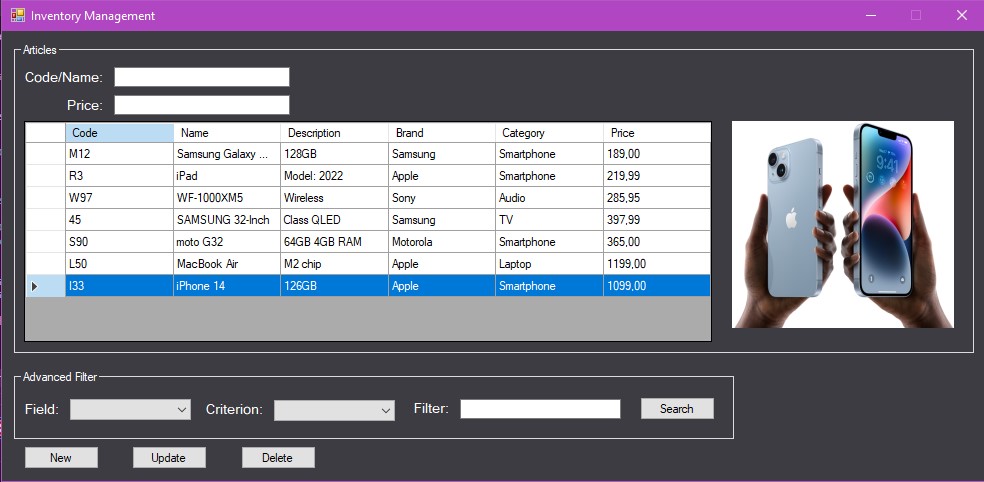 Inventory Management
Articles
Code/Name:
Price:
Code Name Description Brand Category Price
M12 Samsung Galaxy ... 128GB Samsung Smartphone 189,00
R3 iPad Model: 2022 Apple Smartphone 219,99
W97 WF-1000XM5 Wireless Sony Audio 285,95
45 SAMSUNG 32-Inch Class QLED Samsung TV 397,99
S90 moto G32 64GB 4GB RAM Motorola Smartphone 365,00
L50 MacBook Air M2 chip Apple Laptop 1199,00
I33 iPhone 14 126GB Apple Smartphone 1099,00
9:41
Advanced Filter
Field: Criterion: Filter: Search
New Update Delete